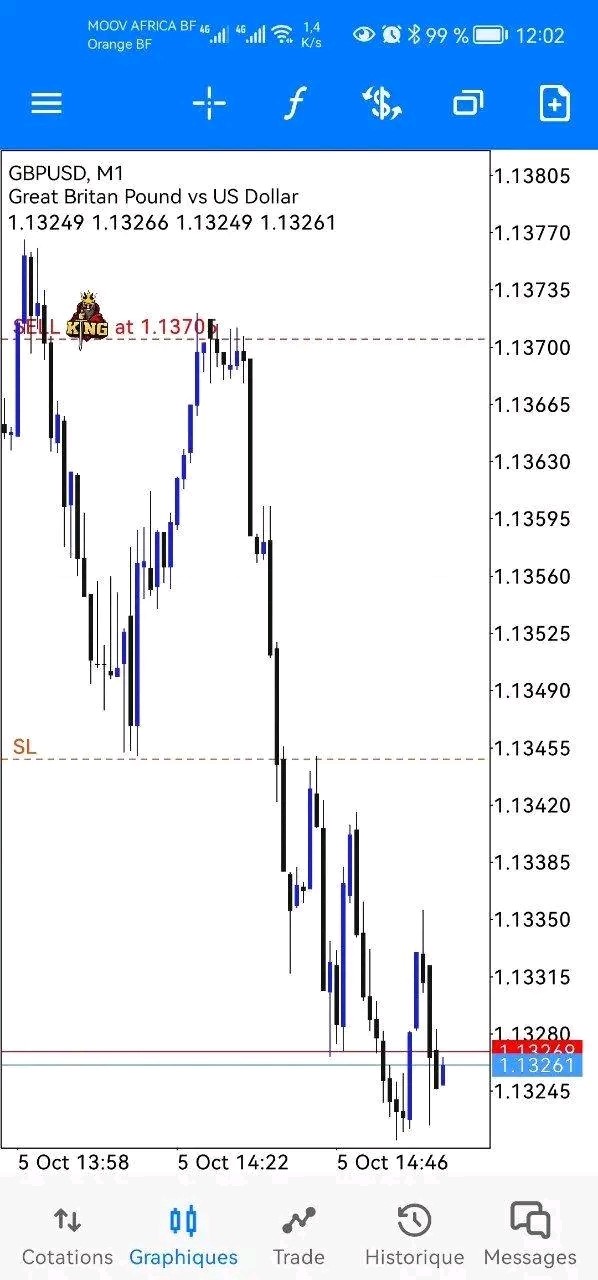 MOOV AFRICA BF
Orange BF
4G 4G 1,4 K/s 99 % 12:02
GBPUSD, M1
Great Britan Pound vs US Dollar
1.13249 1.13266 1.13249 1.13261
SELL KING at 1.13705
SL
1.13805
1.13770
1.13735
1.13700
1.13665
1.13630
1.13595
1.13560
1.13525
1.13490
1.13455
1.13420
1.13385
1.13350
1.13315
1.13280
1.13269
1.13261
1.13245
5 Oct 13:58 5 Oct 14:22 5 Oct 14:46
Cotations Graphiques Trade Historique Messages